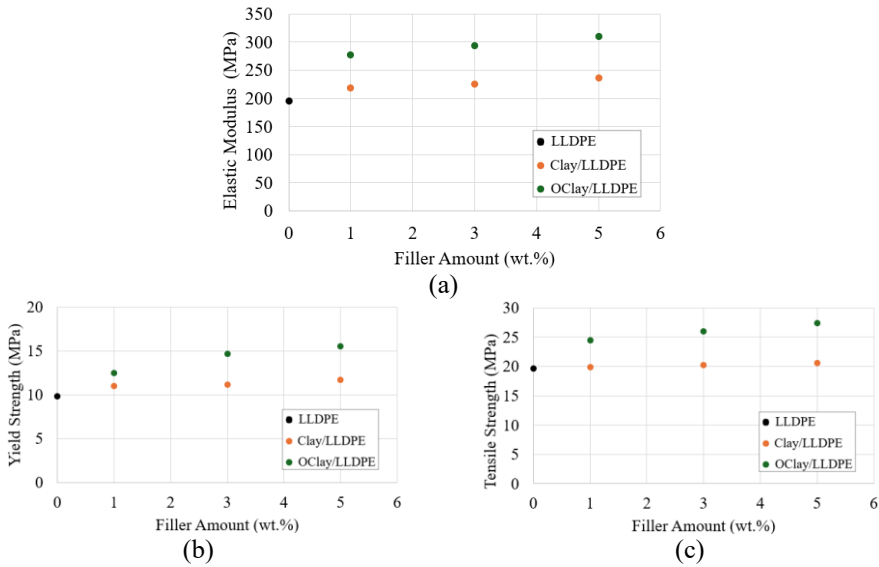 350
300
250
200
150
100
50
0
Elastic Modulus (MPa)
LLDPE
Clay/LLDPE
OClay/LLDPE
0 1 2 3 4 5 6
Filler Amount (wt.%)
(a)
20
15
10
5
0
Yield Strength (MPa)
LLDPE
Clay/LLDPE
OClay/LLDPE
0 1 2 3 4 5 6
Filler Amount (wt.%)
(b)
30
25
20
15
10
5
0
Tensile Strength (MPa)
LLDPE
Clay/LLDPE
OClay/LLDPE
0 1 2 3 4 5 6
Filler Amount (wt.%)
(c)